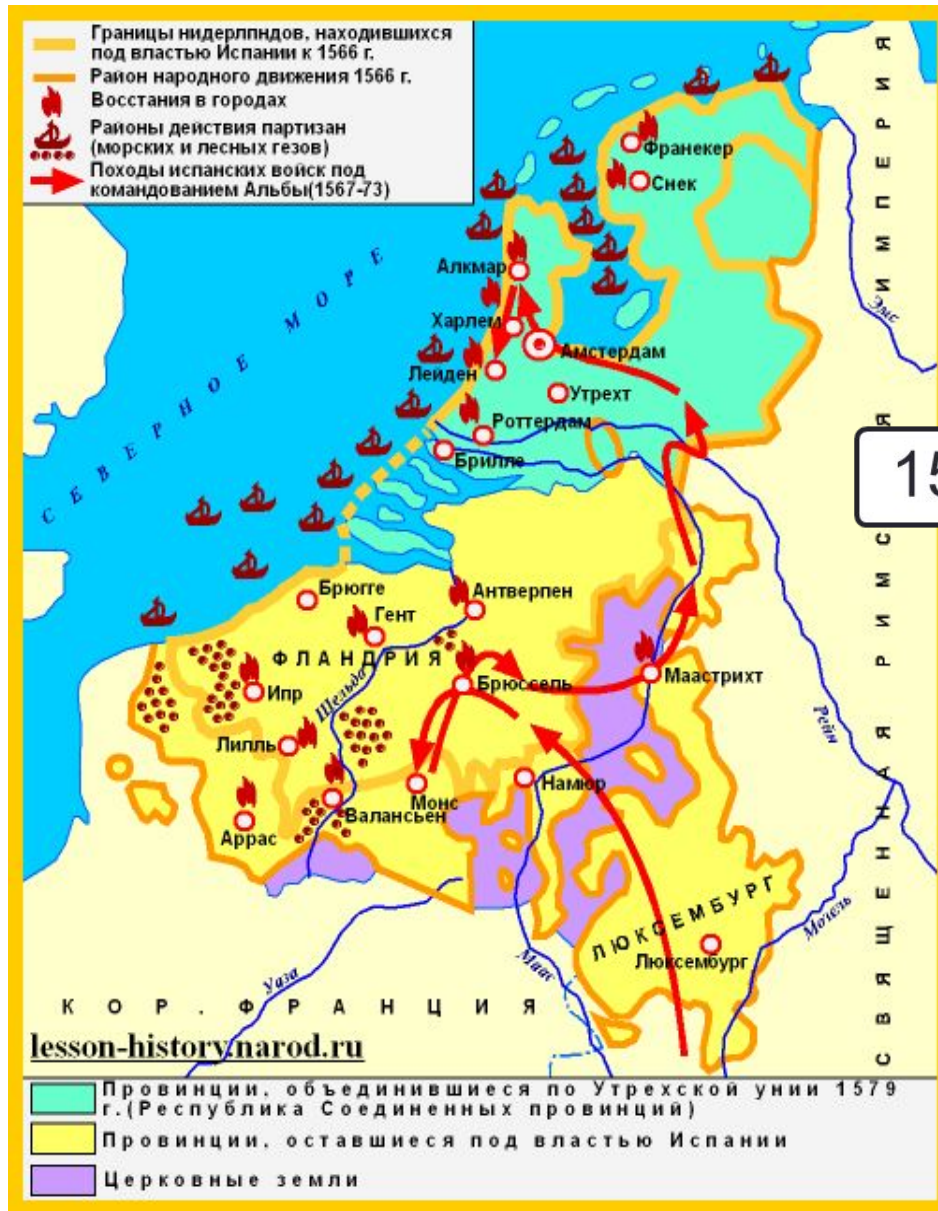 Границы нидерлпндов, находившихся
под властью Испании к 1566 г.
Район народного движения 1566 г.
Восстания в городах
Районы действия партизан
(морских и лесных гезов)
Походы испанских войск под
командованием Альбы(1567-73)
СЕВЕРНОЕ МОРЕ
СВЯЩЕННАЯ РИМСКАЯ ИМПЕРИЯ
Франекер
Снек
Эмс
Алкмар
Харлем
Амстердам
Лейден
Утрехт
Роттердам
Брилле
15
Брюгге
Антверпен
Гент
ФЛАНДРИЯ
Брюссель
Маастрихт
Ипр
Шельда
Рейн
Лилль
Монс
Намюр
Валансьен
Аррас
ЛЮКСЕМБУРГ
Люксембург
Мозель
Маас
Уаза
КОР. ФРАНЦИЯ
lesson-history.narod.ru
Провинции, объединившиеся по Утрехской унии 1579
г.(Республика Соединенных провинций)
Провинции, оставшиеся под властью Испании
Церковные земли